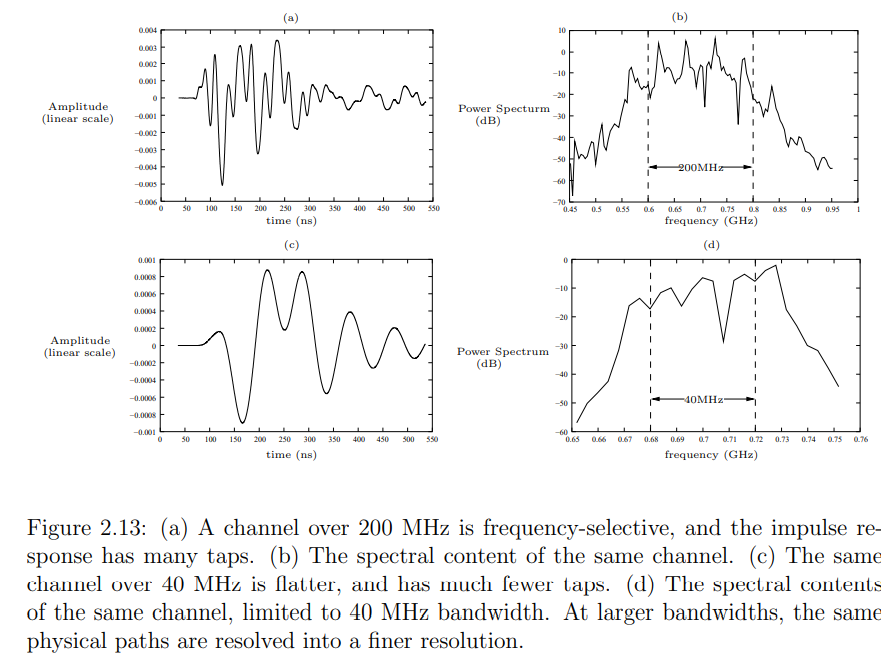 (a)
Amplitude
(linear scale)
0.004
0.003
0.002
0.001
0
−0.001
−0.002
−0.003
−0.004
−0.005
−0.006
0 50 100 150 200 250 300 350 400 450 500 550
time (ns)
(b)
Power Specturm
(dB)
10
0
−10
−20
−30
−40
−50
−60
−70
200MHz
0.45 0.5 0.55 0.6 0.65 0.7 0.75 0.8 0.85 0.9 0.95 1
frequency (GHz)
(c)
Amplitude
(linear scale)
0.001
0.0008
0.0006
0.0004
0.0002
0
−0.0002
−0.0004
−0.0006
−0.0008
−0.001
0 50 100 150 200 250 300 350 400 450 500 550
time (ns)
(d)
Power Spectrum
(dB)
0
−10
−20
−30
−40
−50
−60
40MHz
0.65 0.66 0.67 0.68 0.69 0.7 0.71 0.72 0.73 0.74 0.75 0.76
frequency (GHz)
Figure 2.13: (a) A channel over 200 MHz is frequency-selective, and the impulse re-
sponse has many taps. (b) The spectral content of the same channel. (c) The same
channel over 40 MHz is flatter, and has much fewer taps. (d) The spectral contents
of the same channel, limited to 40 MHz bandwidth. At larger bandwidths, the same
physical paths are resolved into a finer resolution.